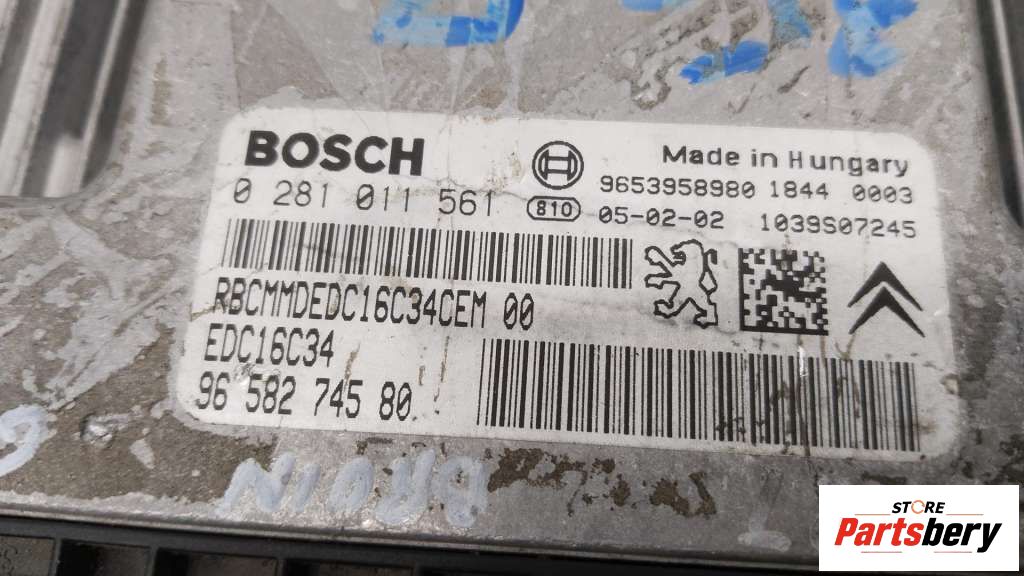 BOSCH
Made in Hungary
0 281 011 561
9653958980 1844 0003
810 05-02-02 1039S07245
RBCMMDEDC16C34CEM 00
EDC16C34
96 582 745 80
STORE
Partsbery